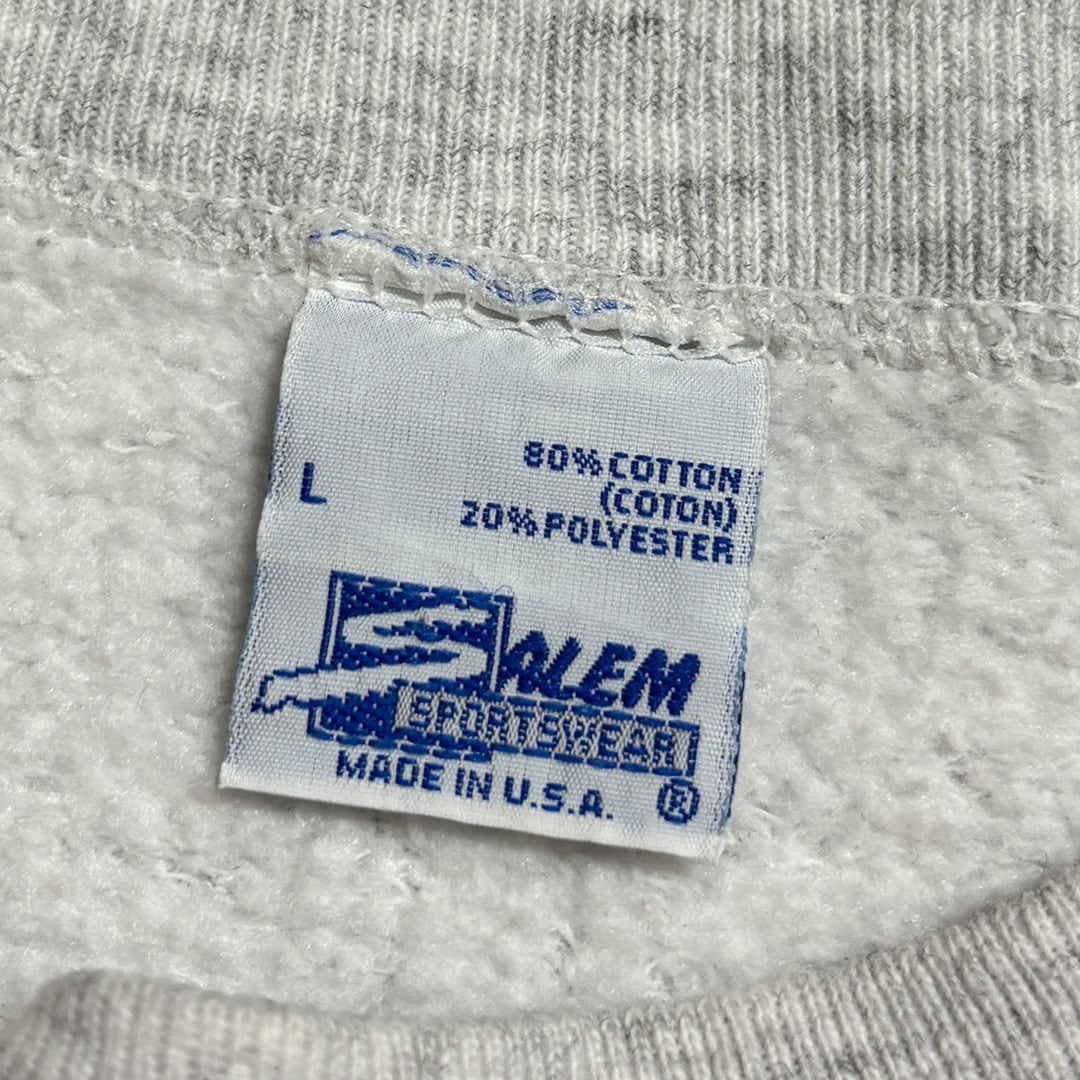 L
80% COTTON
(COTON)
20% POLYESTER
SALEM
SPORTSWEAR
MADE IN U.S.A. ®